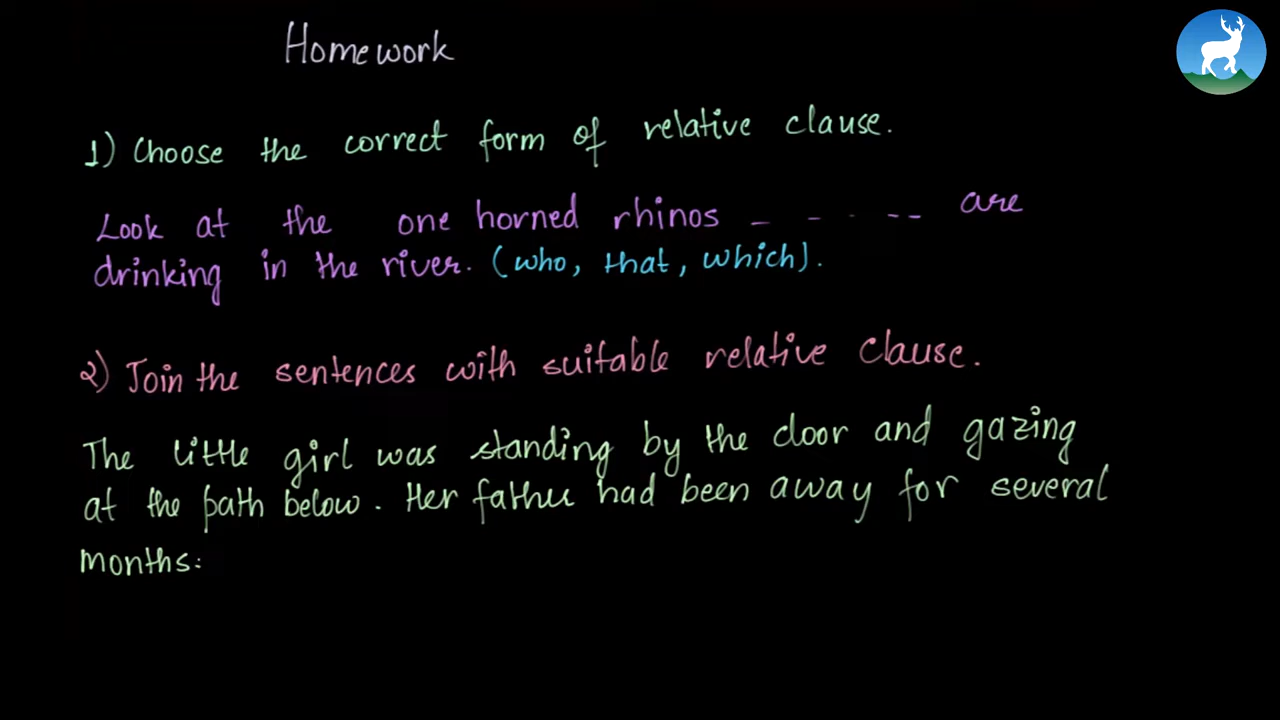 Homework
1) Choose the correct form of relative clause.
Look at the one horned rhinos _ _ _ _ _ are
drinking in the river. (who, that, which).
2) Join the sentences with suitable relative clause.
The little girl was standing by the door and gazing
at the path below. Her father had been away for several
months.